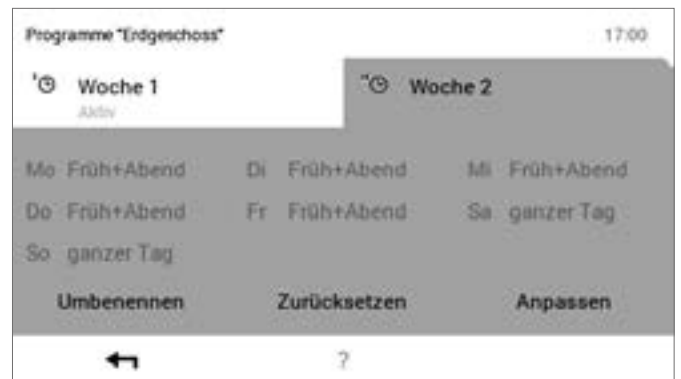 Programme "Erdgeschoss" 17:00
Woche 1 Woche 2
Aktiv
Mo Früh+Abend Di Früh+Abend Mi Früh+Abend
Do Früh+Abend Fr Früh+Abend Sa ganzer Tag
So ganzer Tag
Umbenennen Zurücksetzen Anpassen
?